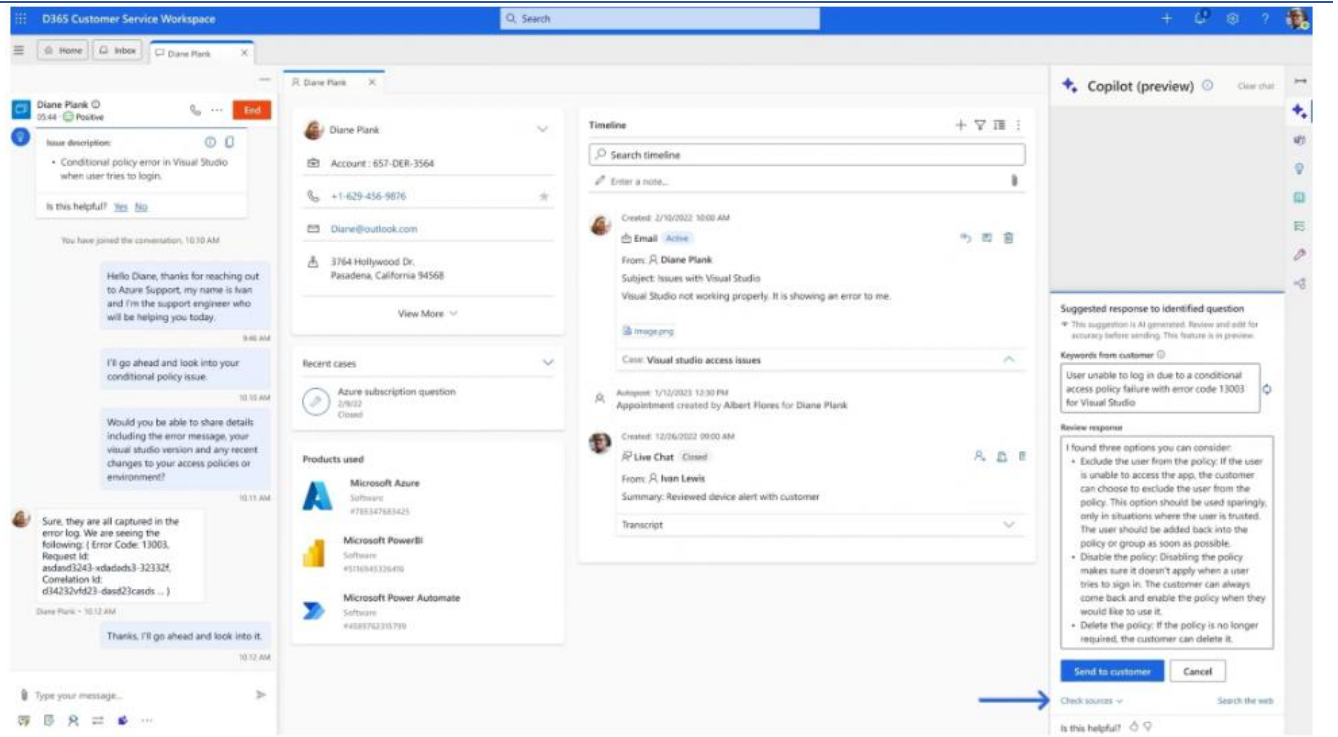 D365 Customer Service Workspace
Search
Home
Inbox
Diane Plank
Diane Plank
05:44 · Positive
End
Issue description:
• Conditional policy error in Visual Studio
when user tries to login.
Is this helpful? Yes No
You have joined the conversation, 10:10 AM
Hello Diane, thanks for reaching out
to Azure Support, my name is Ivan
and I'm the support engineer who
will be helping you today.
9:46 AM
I'll go ahead and look into your
conditional policy issue.
10:10 AM
Would you be able to share details
including the error message, your
visual studio version and any recent
changes to your access policies or
environment?
10:11 AM
Sure, they are all captured in the
error log. We are seeing the
following: { Error Code: 13003,
Request Id:
asdasd3243-xdadads3-32332f,
Correlation Id:
d34232vfd23-dasd23casds ... }
Diane Plank • 10:12 AM
Thanks, I'll go ahead and look into it.
10:12 AM
Type your message...
Diane Plank
Diane Plank
Account : 657-DER-3564
+1-629-456-9876
Diane@outlook.com
3764 Hollywood Dr.
Pasadena, California 94568
View More
Recent cases
Azure subscription question
2/9/22
Closed
Products used
Microsoft Azure
Software
#785347683425
Microsoft PowerBI
Software
Microsoft Power Automate
Software
Timeline
Search timeline
Enter a note...
Created: 2/10/2022 10:00 AM
Email Active
From: Diane Plank
Subject: Issues with Visual Studio
Visual Studio not working properly. It is showing an error to me.
Image.png
Case: Visual studio access issues
Autopost: 1/12/2023 12:30 PM
Appointment created by Albert Flores for Diane Plank
Created: 12/26/2022 09:00 AM
Live Chat Closed
From: Ivan Lewis
Summary: Reviewed device alert with customer
Transcript
Copilot (preview)
Clear chat
Suggested response to identified question
This suggestion is AI generated. Review and edit for
accuracy before sending. This feature is in preview.
Keywords from customer
User unable to log in due to a conditional
access policy failure with error code 13003
for Visual Studio
Review response
I found three options you can consider:
• Exclude the user from the policy: If the user
is unable to access the app, the customer
can choose to exclude the user from the
policy. This option should be used sparingly,
only in situations where the user is trusted.
The user should be added back into the
policy or group as soon as possible.
• Disable the policy: Disabling the policy
makes sure it doesn't apply when a user
tries to sign in. The customer can always
come back and enable the policy when they
would like to use it.
• Delete the policy: If the policy is no longer
required, the customer can delete it.
Send to customer
Cancel
Check sources
Search the web
Is this helpful?